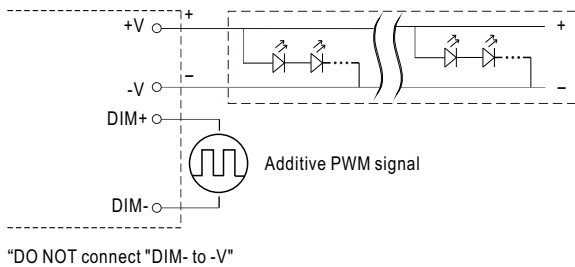 +V + +
-V − −
DIM+
Additive PWM signal
DIM-
“DO NOT connect "DIM- to -V"